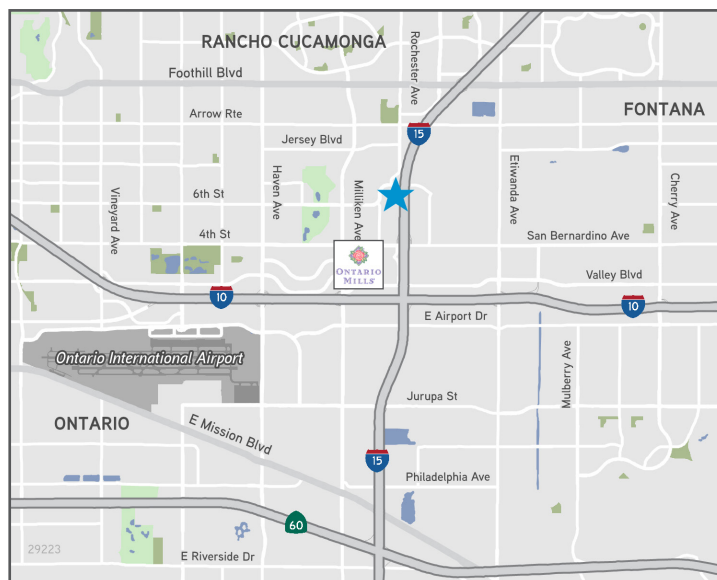 RANCHO CUCAMONGA
Rochester Ave
Foothill Blvd
FONTANA
Arrow Rte
15
Jersey Blvd
Vineyard Ave
Haven Ave
Milliken Ave
Etiwanda Ave
Cherry Ave
6th St
4th St
San Bernardino Ave
ONTARIO
MILLS
Valley Blvd
10
10
E Airport Dr
Ontario International Airport
Mulberry Ave
Jurupa St
ONTARIO
E Mission Blvd
15
Philadelphia Ave
60
29223
E Riverside Dr